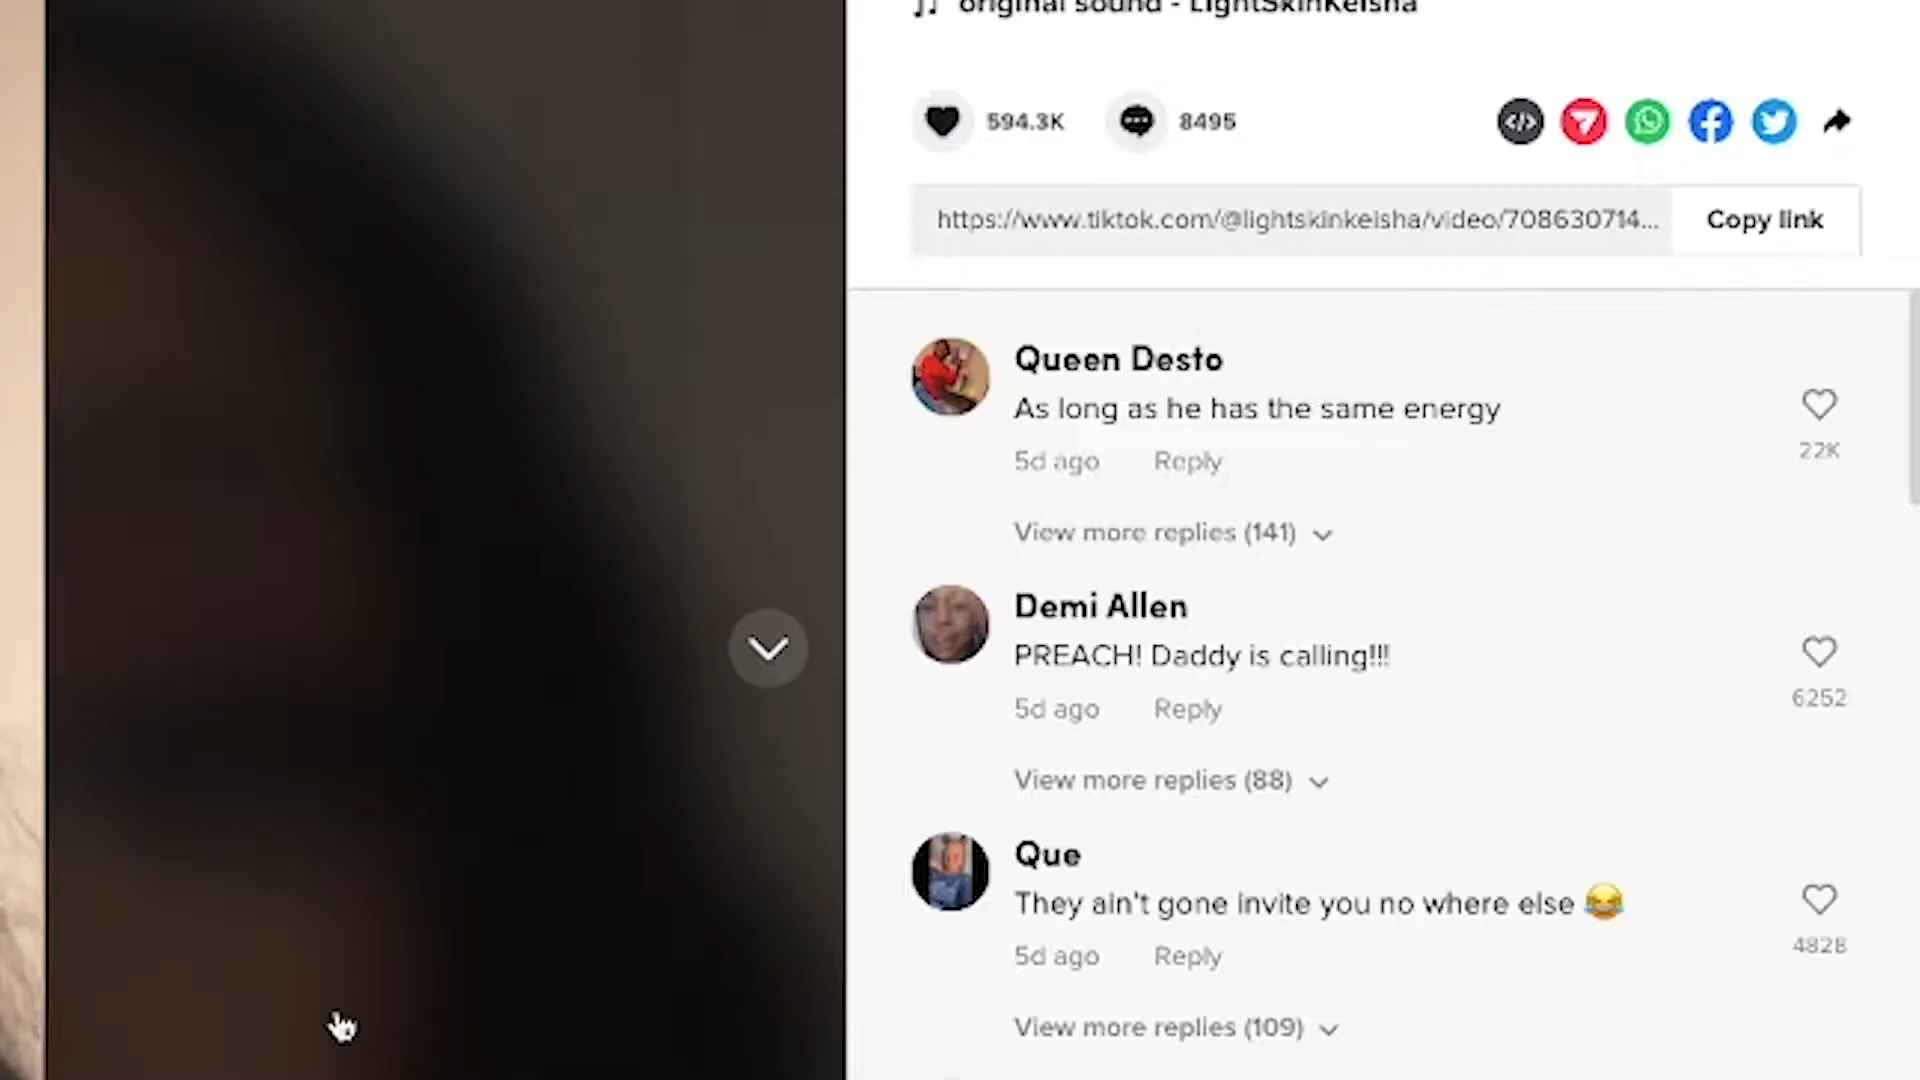 original sound - LightSkinKeisha
594.3K
8495
https://www.tiktok.com/@lightskinkeisha/video/708630714...
Copy link
Queen Desto
As long as he has the same energy
22K
5d ago Reply
View more replies (141)
Demi Allen
PREACH! Daddy is calling!!!
6252
5d ago Reply
View more replies (88)
Que
They ain't gone invite you no where else 😂
4828
5d ago Reply
View more replies (109)